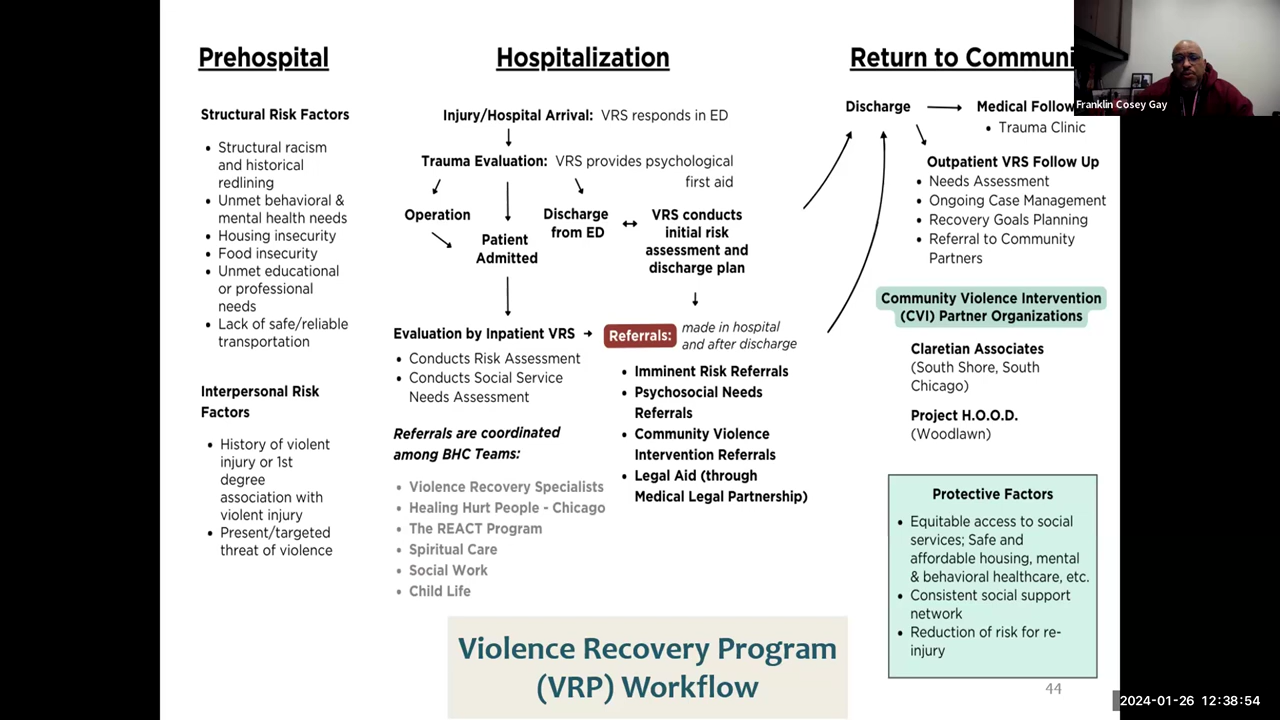 Prehospital
Structural Risk Factors
• Structural racism
and historical
redlining
• Unmet behavioral &
mental health needs
• Housing insecurity
• Food insecurity
• Unmet educational
or professional
needs
• Lack of safe/reliable
transportation
Interpersonal Risk
Factors
• History of violent
injury or 1st
degree
association with
violent injury
• Present/targeted
threat of violence
Hospitalization
Injury/Hospital Arrival: VRS responds in ED
Trauma Evaluation: VRS provides psychological
first aid
Operation
Patient
Admitted
Discharge
from ED
VRS conducts
initial risk
assessment and
discharge plan
Evaluation by Inpatient VRS
• Conducts Risk Assessment
• Conducts Social Service
Needs Assessment
Referrals are coordinated
among BHC Teams:
• Violence Recovery Specialists
• Healing Hurt People - Chicago
• The REACT Program
• Spiritual Care
• Social Work
• Child Life
Referrals: made in hospital
and after discharge
• Imminent Risk Referrals
• Psychosocial Needs
Referrals
• Community Violence
Intervention Referrals
• Legal Aid (through
Medical Legal Partnership)
Return to Communi
Discharge
Medical Follow
• Trauma Clinic
Outpatient VRS Follow Up
• Needs Assessment
• Ongoing Case Management
• Recovery Goals Planning
• Referral to Community
Partners
Community Violence Intervention
(CVI) Partner Organizations
Claretian Associates
(South Shore, South
Chicago)
Project H.O.O.D.
(Woodlawn)
Protective Factors
• Equitable access to social
services; Safe and
affordable housing, mental
& behavioral healthcare, etc.
• Consistent social support
network
• Reduction of risk for re-
injury
Violence Recovery Program
(VRP) Workflow
44
Franklin Cosey Gay
2024-01-26 12:38:54